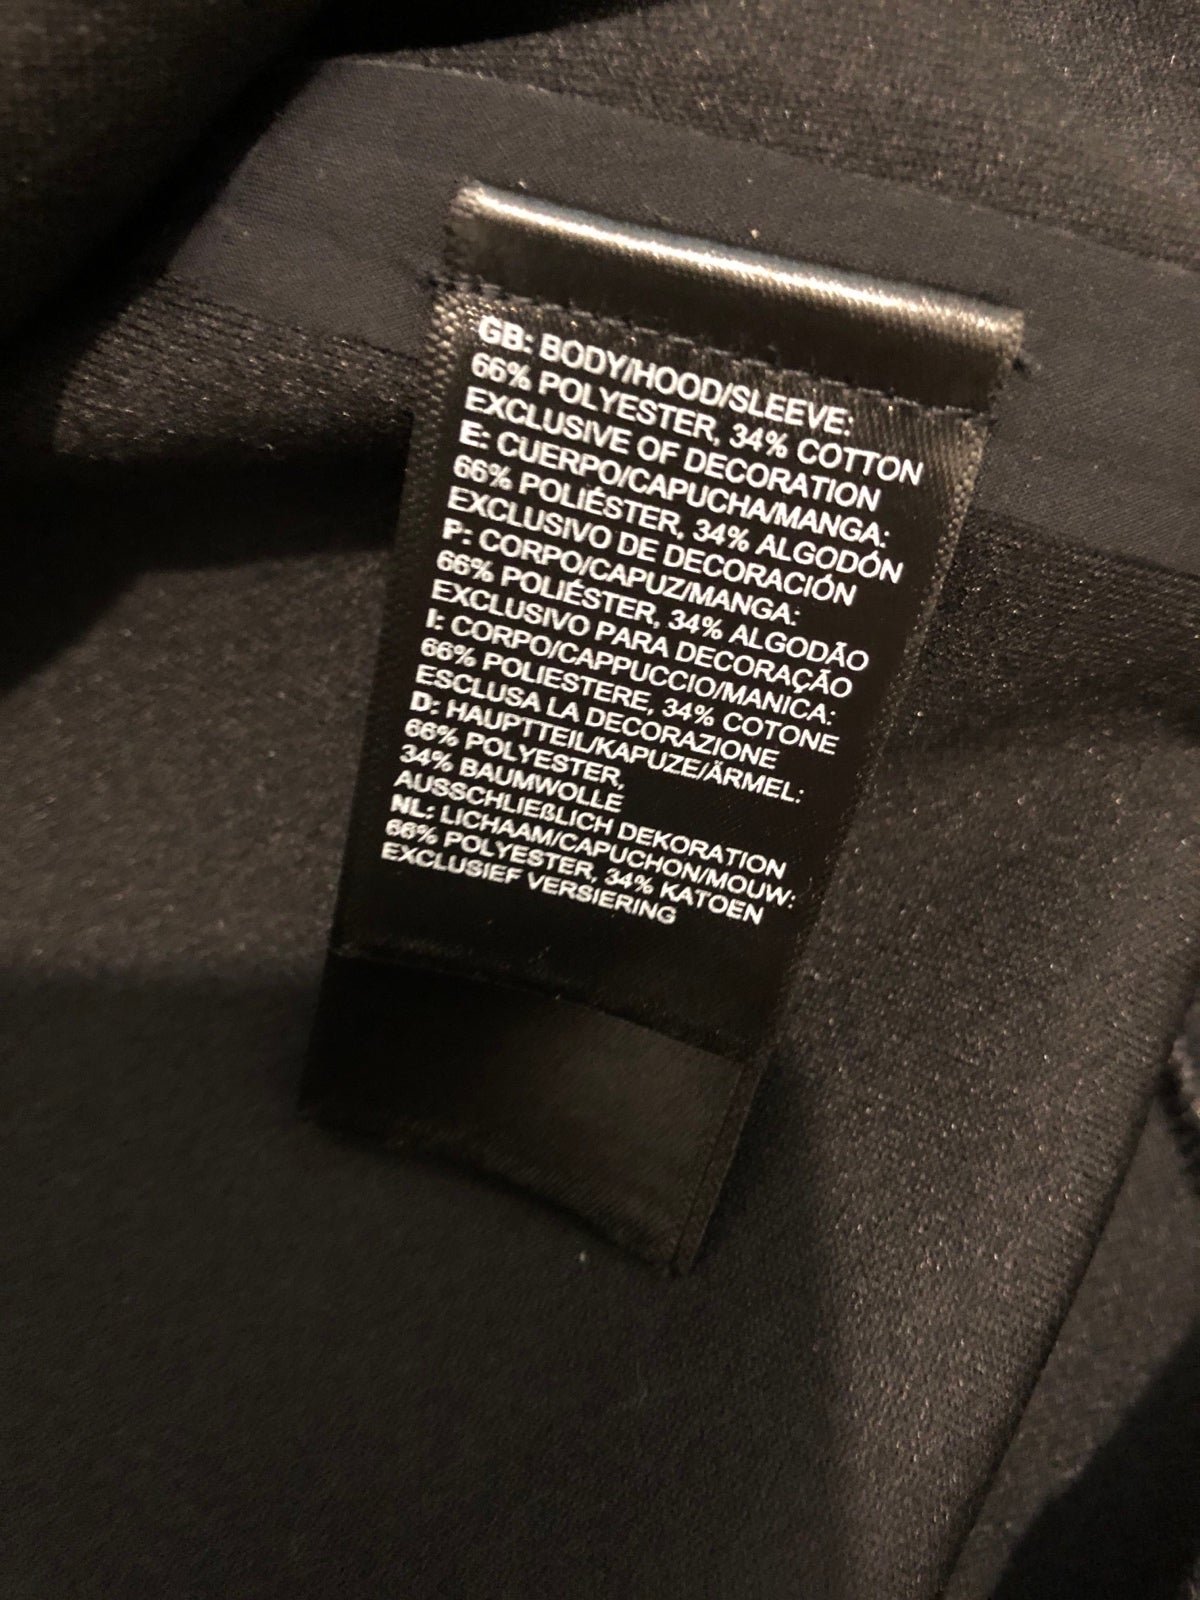 GB: BODY/HOOD/SLEEVE:
66% POLYESTER, 34% COTTON
EXCLUSIVE OF DECORATION
E: CUERPO/CAPUCHA/MANGA:
66% POLIÉSTER, 34% ALGODÓN
EXCLUSIVO DE DECORACIÓN
P: CORPO/CAPUZ/MANGA:
66% POLIÉSTER, 34% ALGODÃO
EXCLUSIVO PARA DECORAÇÃO
I: CORPO/CAPPUCCIO/MANICA:
66% POLIESTERE, 34% COTONE
ESCLUSA LA DECORAZIONE
D: HAUPTTEIL/KAPUZE/ÄRMEL:
66% POLYESTER,
34% BAUMWOLLE
AUSSCHLIEßLICH DEKORATION
NL: LICHAAM/CAPUCHON/MOUW:
66% POLYESTER, 34% KATOEN
EXCLUSIEF VERSIERING